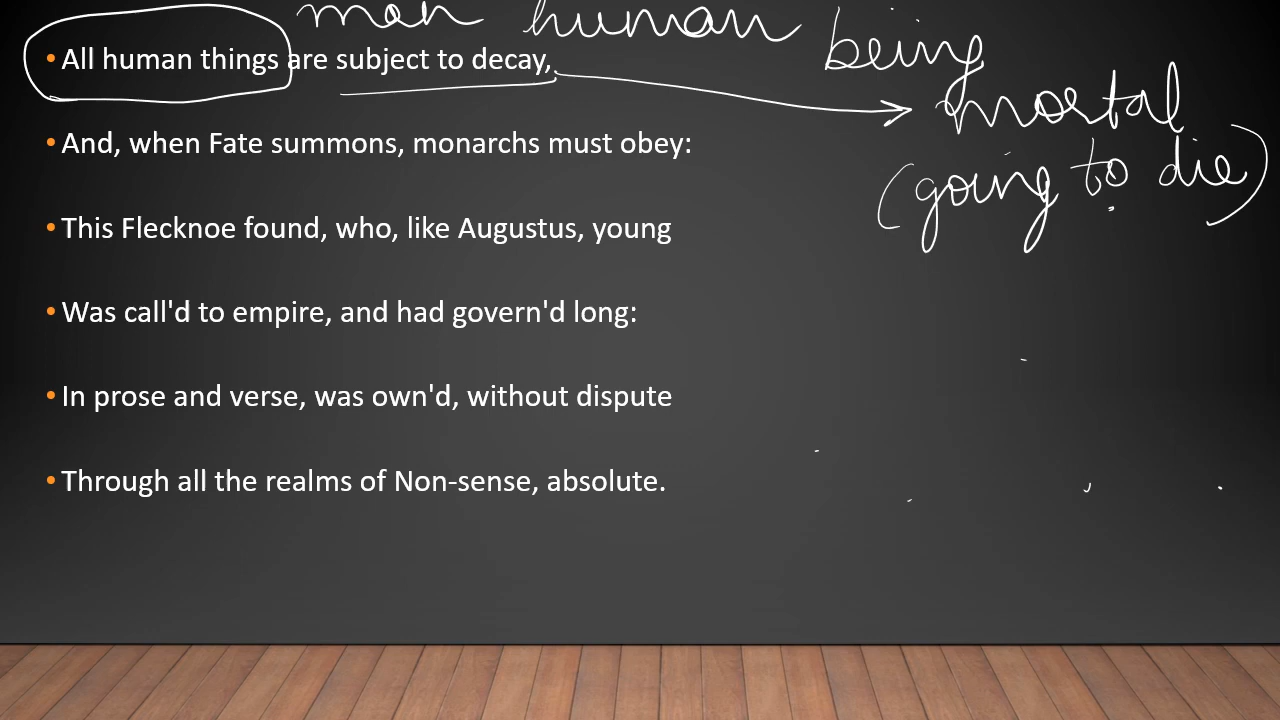 man human being
• All human things are subject to decay,
mortal
• And, when Fate summons, monarchs must obey:
(going to die)
• This Flecknoe found, who, like Augustus, young
• Was call'd to empire, and had govern'd long:
• In prose and verse, was own'd, without dispute
• Through all the realms of Non-sense, absolute.